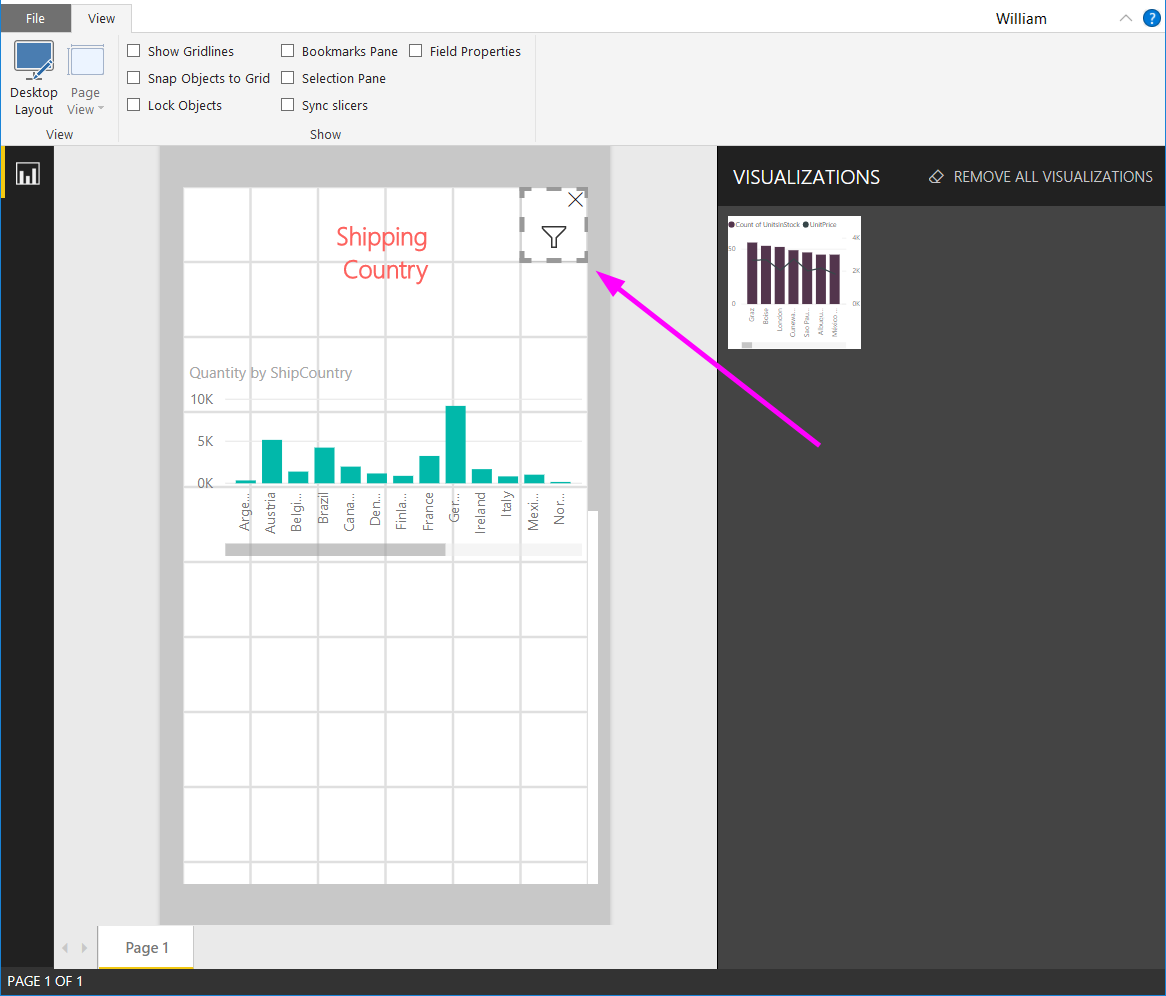 File View William ?
Show Gridlines Bookmarks Pane Field Properties
Snap Objects to Grid Selection Pane
Lock Objects Sync slicers
Desktop Layout
Page View
View Show
VISUALIZATIONS REMOVE ALL VISUALIZATIONS
Shipping
Country
Quantity by ShipCountry
10K
5K
0K
Arge... Austria Belgi... Brazil Cana... Den... Finla... France Ger... Ireland Italy Mexi... Nor...
Count of UnitsInStock UnitPrice
4K
50
2K
0 0K
Graz Boise London Cunewa... Sao Pau... Albuqu... México ...
Page 1
PAGE 1 OF 1